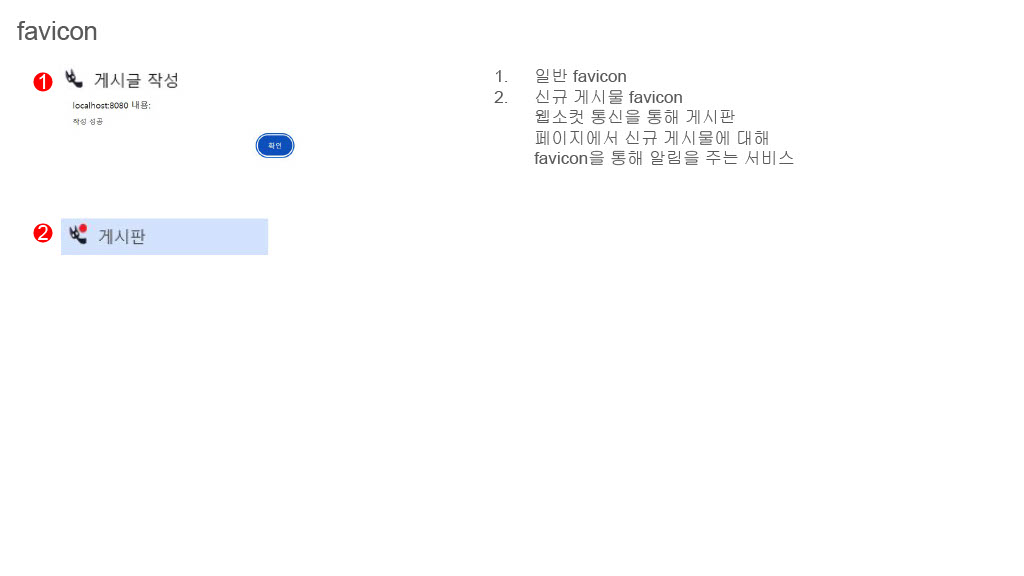 favicon
1
게시글 작성
localhost:8080 내용:
작성 성공
확인
2
게시판
1. 일반 favicon
2. 신규 게시물 favicon
웹소컷 통신을 통해 게시판
페이지에서 신규 게시물에 대해
favicon을 통해 알림을 주는 서비스